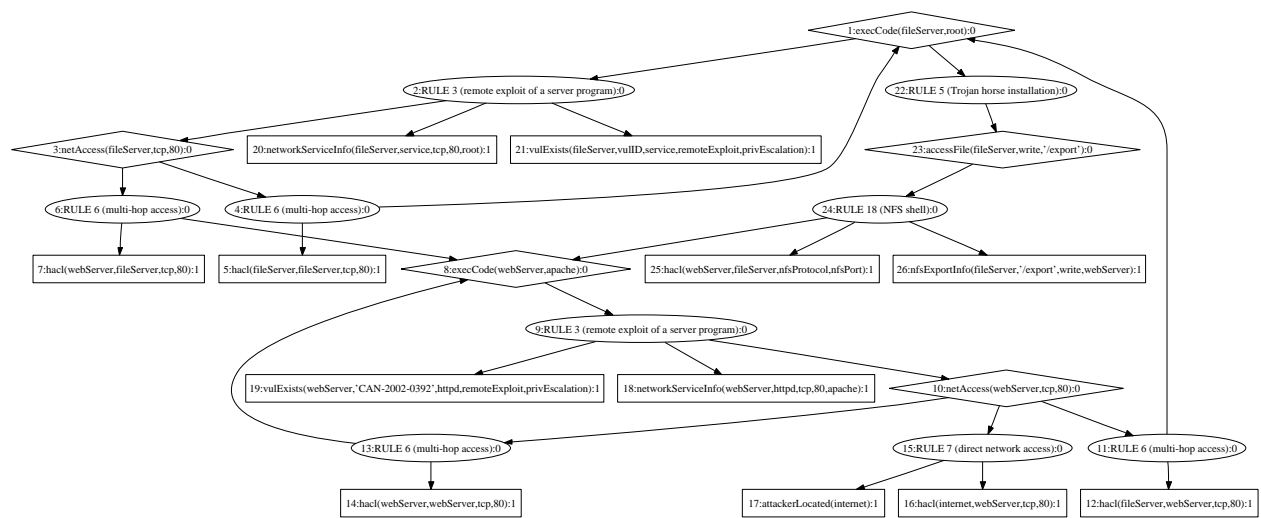 1:execCode(fileServer,root):0
2:RULE 3 (remote exploit of a server program):0
22:RULE 5 (Trojan horse installation):0
3:netAccess(fileServer,tcp,80):0
20:networkServiceInfo(fileServer,service,tcp,80,root):1
21:vulExists(fileServer,vulID,service,remoteExploit,privEscalation):1
23:accessFile(fileServer,write,'/export'):0
6:RULE 6 (multi-hop access):0
4:RULE 6 (multi-hop access):0
24:RULE 18 (NFS shell):0
7:hacl(webServer,fileServer,tcp,80):1
5:hacl(fileServer,fileServer,tcp,80):1
8:execCode(webServer,apache):0
25:hacl(webServer,fileServer,nfsProtocol,nfsPort):1
26:nfsExportInfo(fileServer,'/export',write,webServer):1
9:RULE 3 (remote exploit of a server program):0
19:vulExists(webServer,'CAN-2002-0392',httpd,remoteExploit,privEscalation):1
18:networkServiceInfo(webServer,httpd,tcp,80,apache):1
10:netAccess(webServer,tcp,80):0
13:RULE 6 (multi-hop access):0
15:RULE 7 (direct network access):0
11:RULE 6 (multi-hop access):0
14:hacl(webServer,webServer,tcp,80):1
17:attackerLocated(internet):1
16:hacl(internet,webServer,tcp,80):1
12:hacl(fileServer,webServer,tcp,80):1